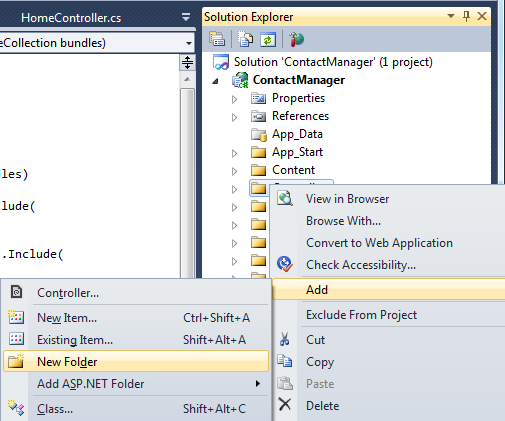 HomeController.cs
Solution Explorer
eCollection bundles)
Solution 'ContactManager' (1 project)
ContactManager
Properties
References
App_Data
App_Start
Content
les)
lude(
.Include(
View in Browser
Browse With...
Convert to Web Application
Check Accessibility...
Add
Exclude From Project
Cut
Copy
Paste
Delete
Controller...
New Item... Ctrl+Shift+A
Existing Item... Shift+Alt+A
New Folder
Add ASP.NET Folder
Class... Shift+Alt+C